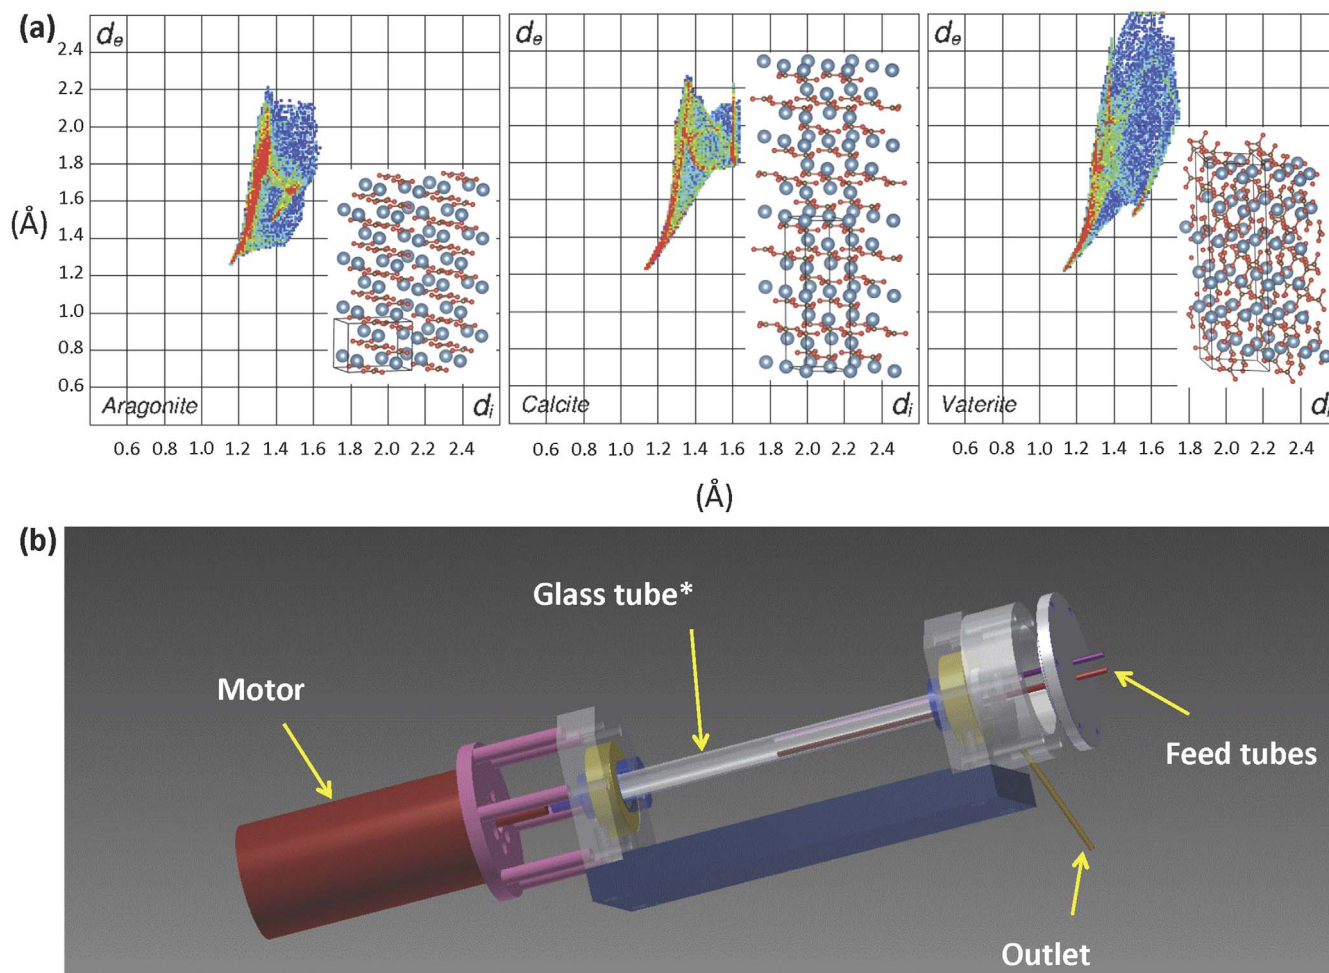 (a)
dₑ
2.4
2.2
2.0
1.8
1.6
1.4
1.2
1.0
0.8
0.6
(Å)
Aragonite
dᵢ
0.6 0.8 1.0 1.2 1.4 1.6 1.8 2.0 2.2 2.4
dₑ
Calcite
dᵢ
0.6 0.8 1.0 1.2 1.4 1.6 1.8 2.0 2.2 2.4
dₑ
Vaterite
dᵢ
0.6 0.8 1.0 1.2 1.4 1.6 1.8 2.0 2.2 2.4
(Å)
(b)
Glass tube*
Motor
Feed tubes
Outlet